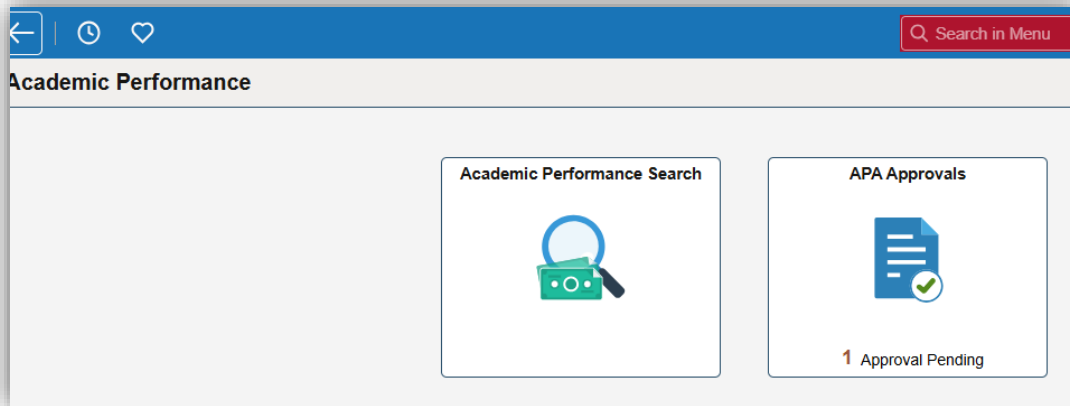 Search in Menu
Academic Performance
Academic Performance Search
APA Approvals
1 Approval Pending